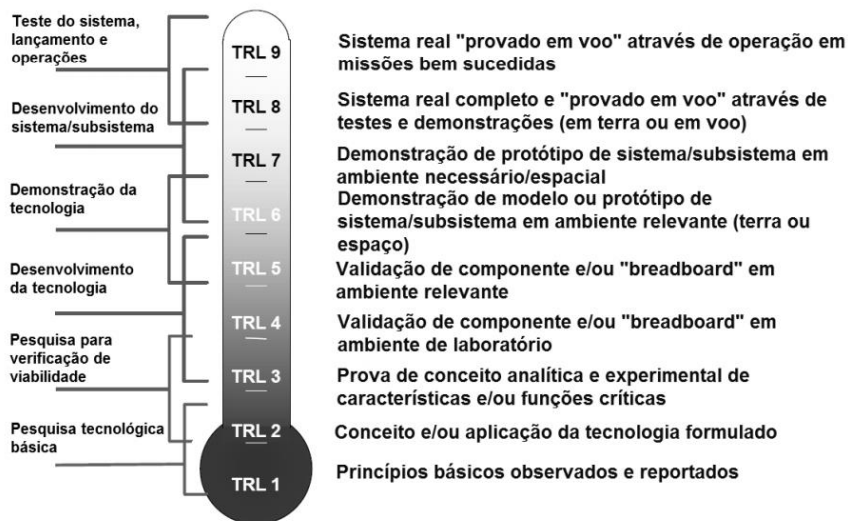 Teste do sistema,
lançamento e
operações
Desenvolvimento do
sistema/subsistema
Demonstração da
tecnologia
Desenvolvimento
da tecnologia
Pesquisa para
verificação de
viabilidade
Pesquisa tecnológica
básica
TRL 9
TRL 8
TRL 7
TRL 6
TRL 5
TRL 4
TRL 3
TRL 2
TRL 1
Sistema real "provado em voo" através de operação em
missões bem sucedidas
Sistema real completo e "provado em voo" através de
testes e demonstrações (em terra ou em voo)
Demonstração de protótipo de sistema/subsistema em
ambiente necessário/espacial
Demonstração de modelo ou protótipo de
sistema/subsistema em ambiente relevante (terra ou
espaço)
Validação de componente e/ou "breadboard" em
ambiente relevante
Validação de componente e/ou "breadboard" em
ambiente de laboratório
Prova de conceito analítica e experimental de
características e/ou funções críticas
Conceito e/ou aplicação da tecnologia formulado
Princípios básicos observados e reportados